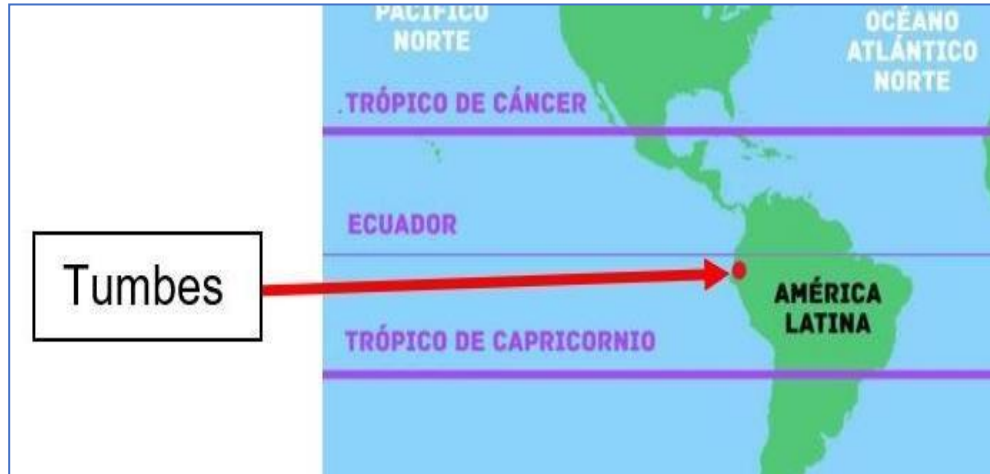 PACÍFICO
NORTE
OCÉANO
ATLÁNTICO
NORTE
.TRÓPICO DE CÁNCER
ECUADOR
Tumbes
AMÉRICA
LATINA
TRÓPICO DE CAPRICORNIO